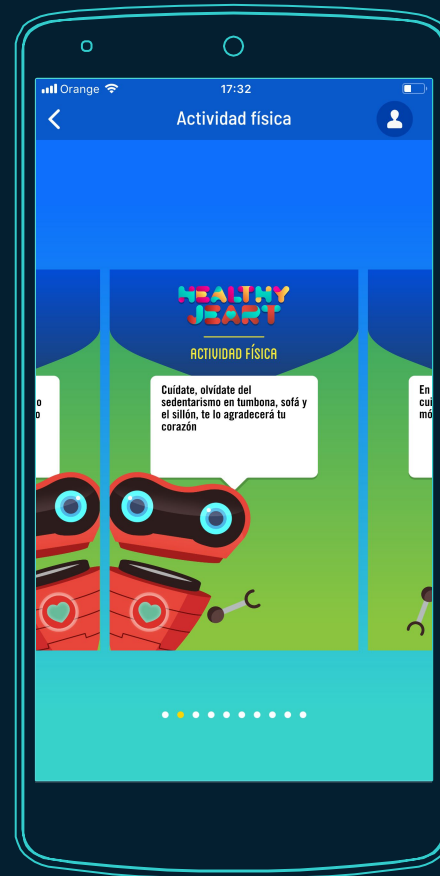 Orange
17:32
Actividad física
HEALTHY
JEART
ACTIVIDAD FÍSICA
Cuídate, olvídate del
sedentarismo en tumbona, sofá y
el sillón, te lo agradecerá tu
corazón
En